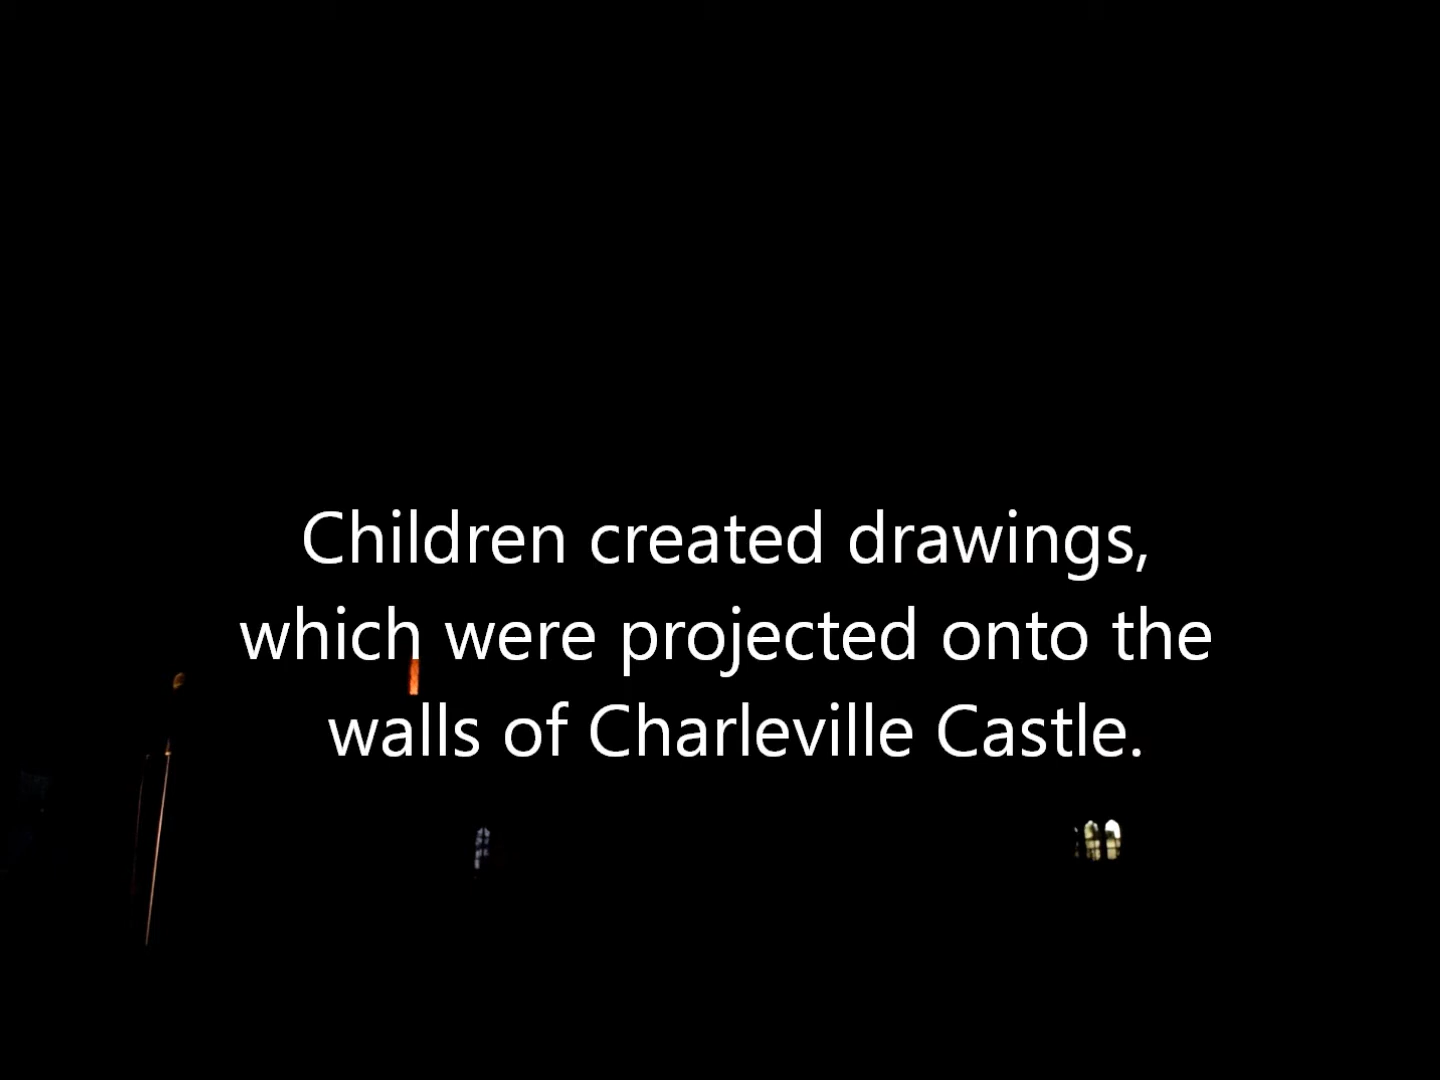 Children created drawings,
which were projected onto the
walls of Charleville Castle.